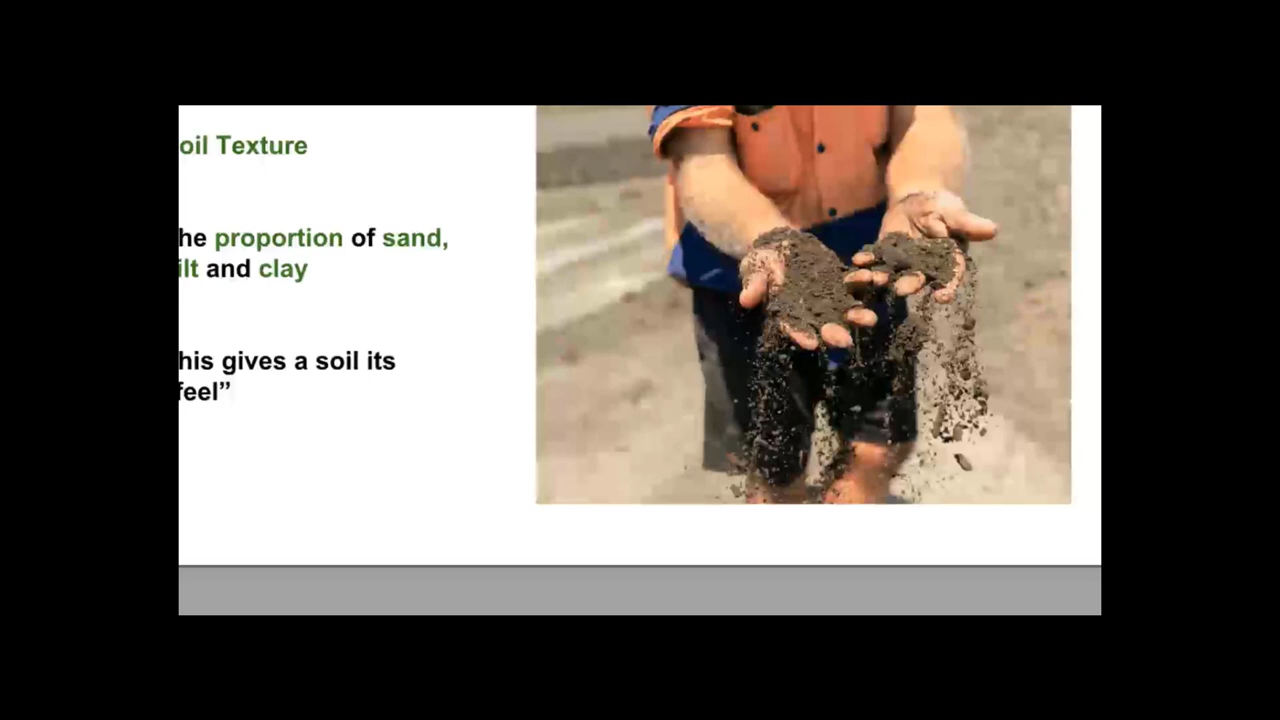 oil Texture
he proportion of sand,
ilt and clay
his gives a soil its
feel”